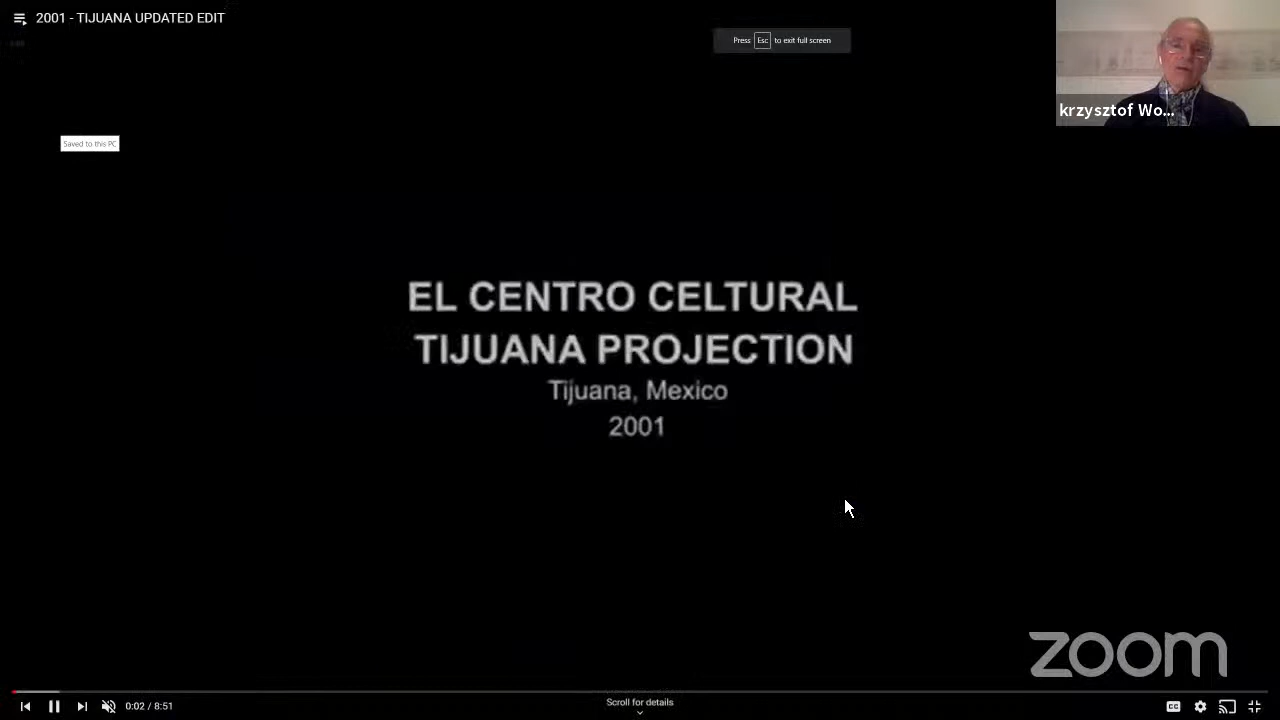 2001 - TIJUANA UPDATED EDIT
Press Esc to exit full screen
krzysztof Wo...
Saved to this PC
EL CENTRO CELTURAL
TIJUANA PROJECTION
Tijuana, Mexico
2001
zoom
0:02 / 8:51
Scroll for details
CC